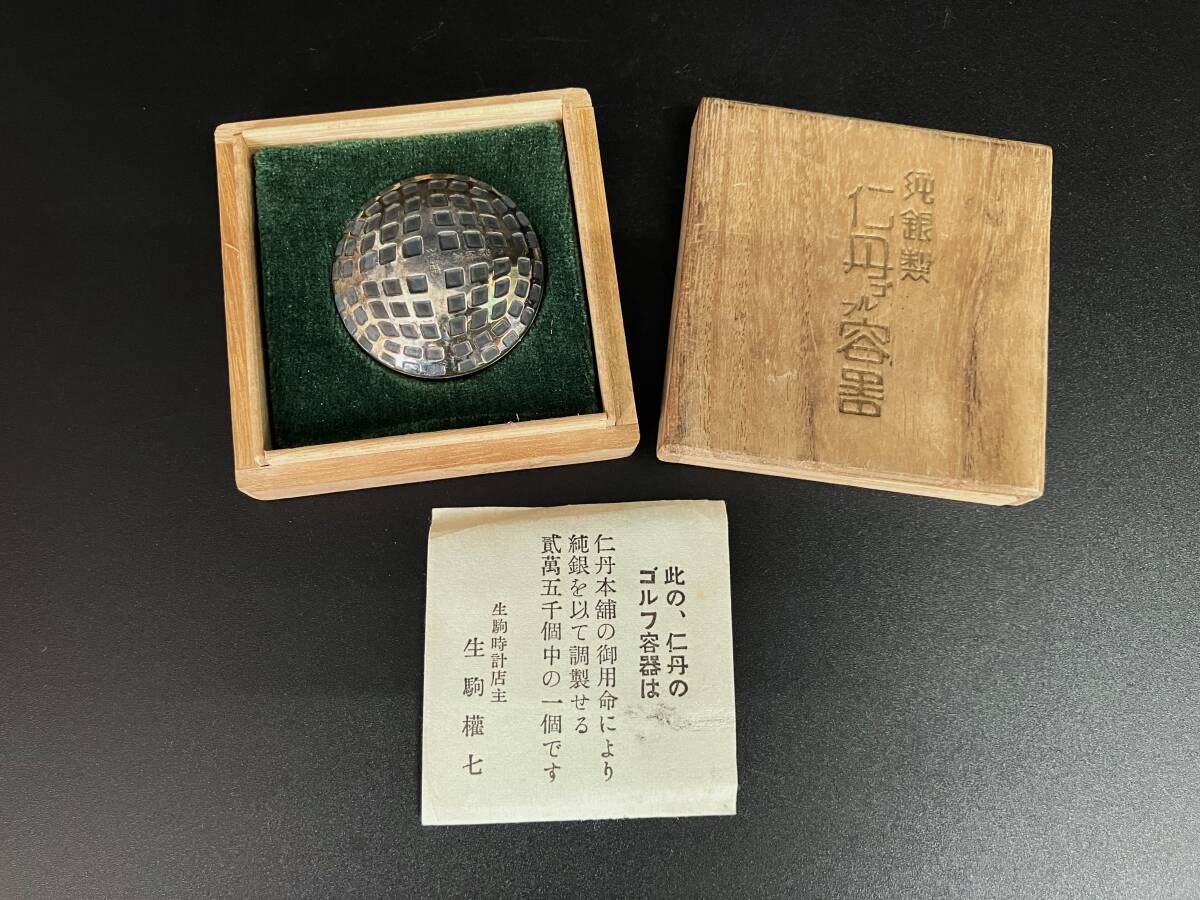 純銀製
仁丹ゴルフ容器
此の、仁丹の
ゴルフ容器は
仁丹本舗の御用命により
純銀を以て調製せる
貳萬五千個中の一個です
生駒時計店主
生駒權七